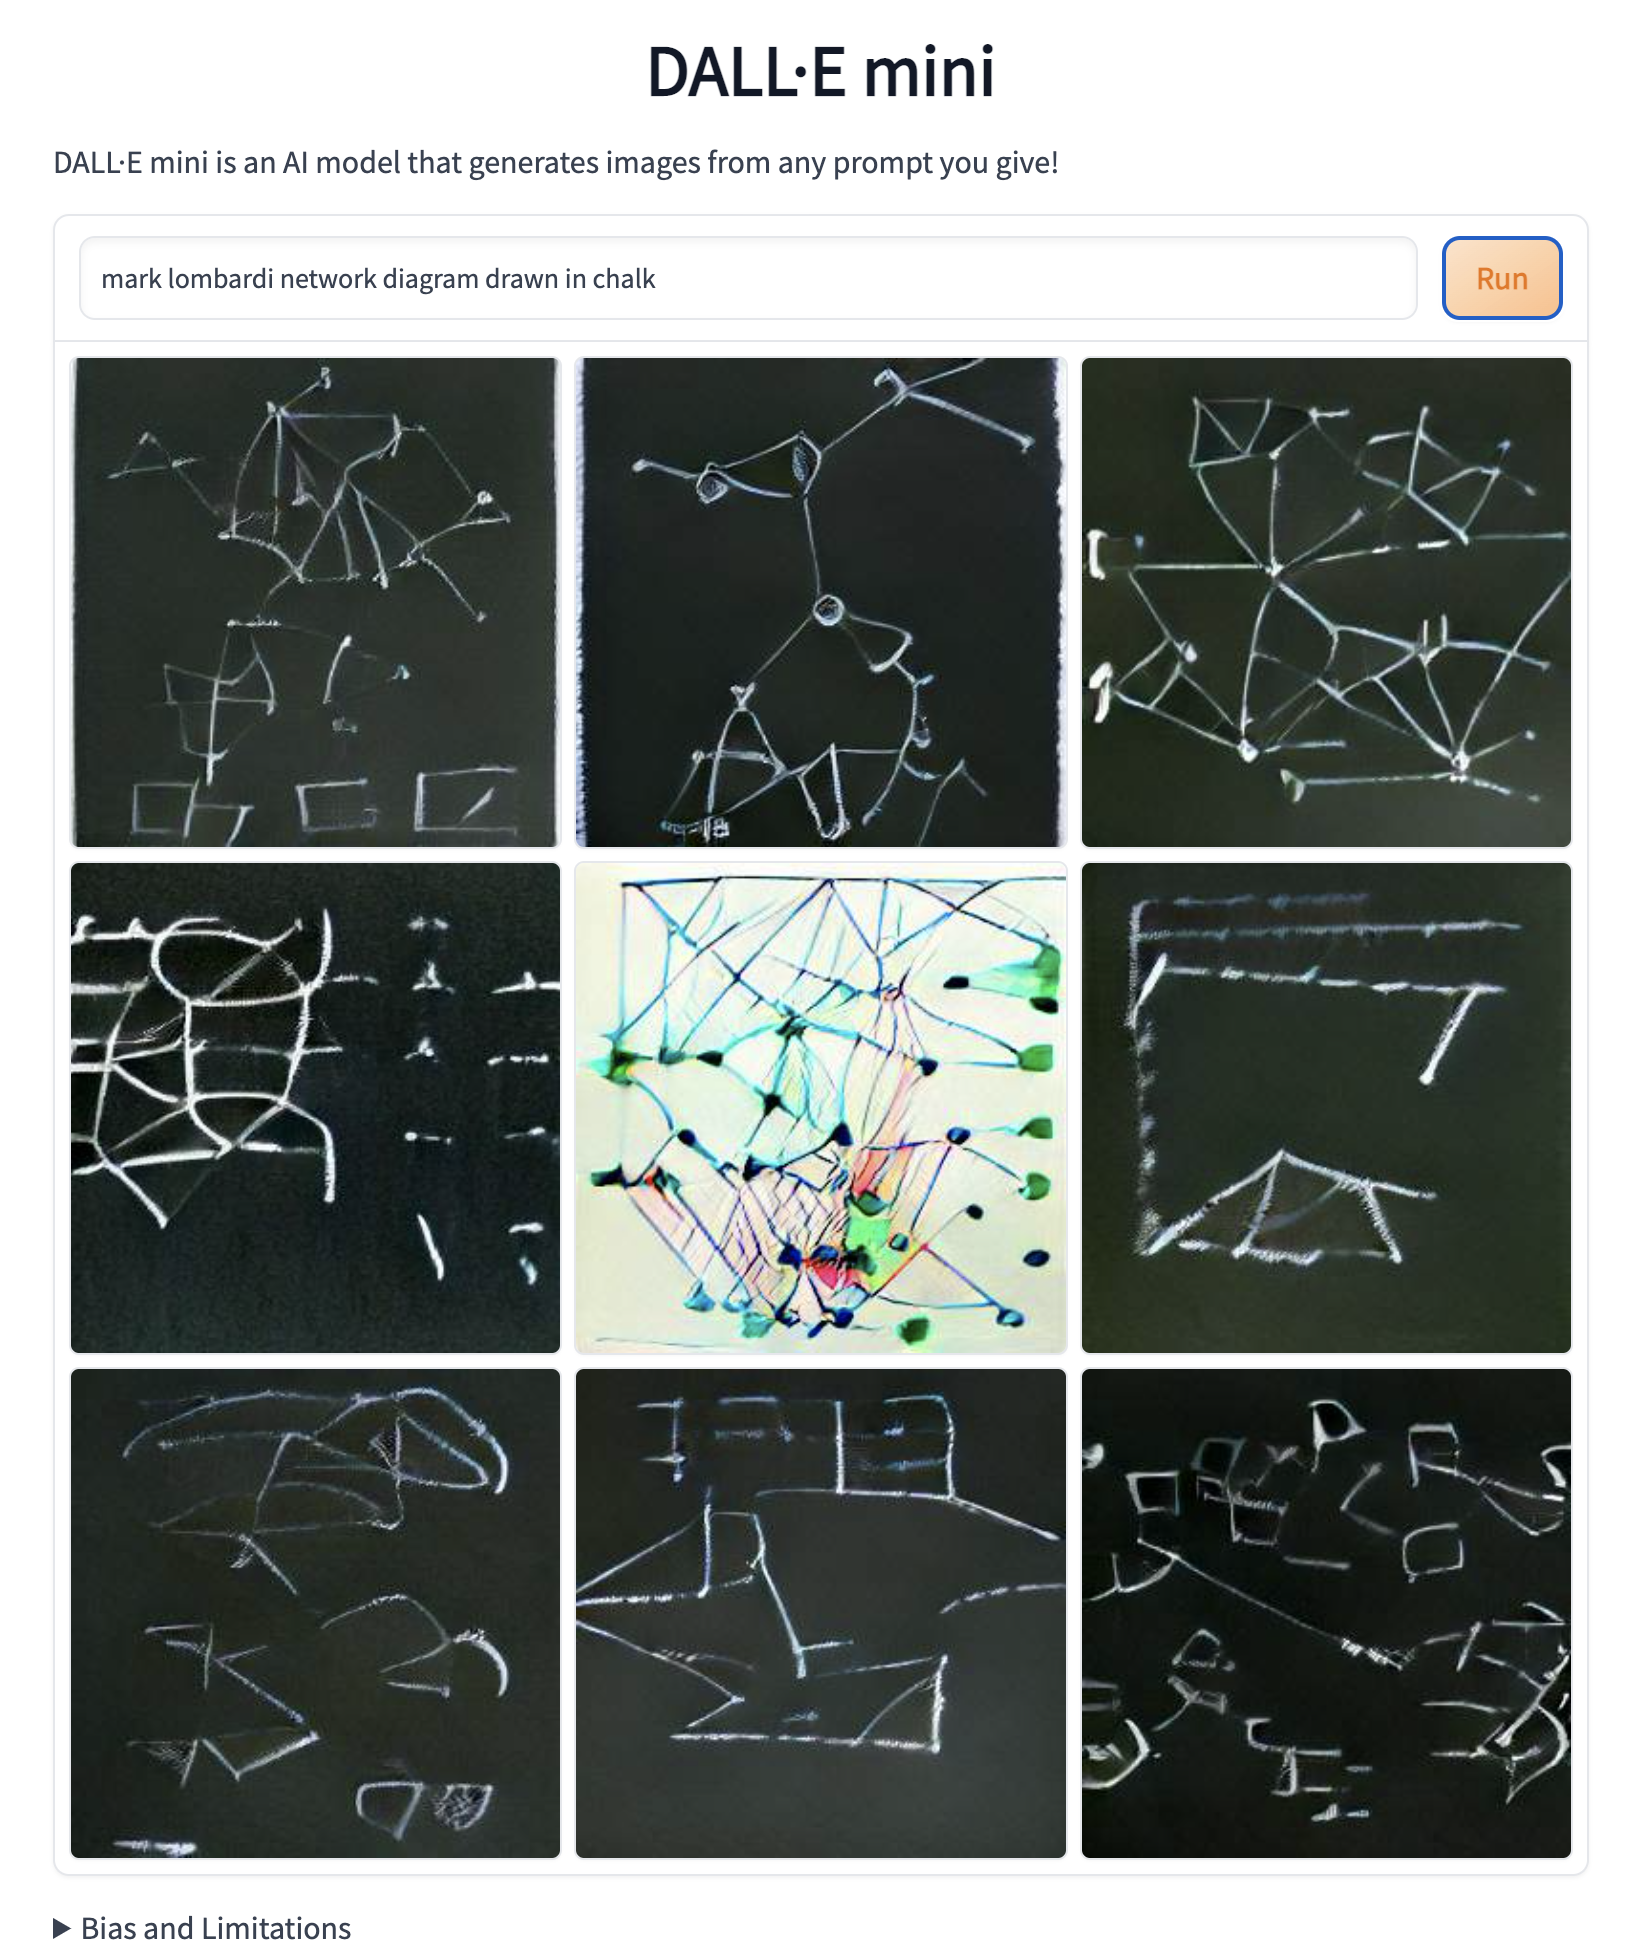 DALL·E mini
DALL·E mini is an AI model that generates images from any prompt you give!
mark lombardi network diagram drawn in chalk
Run
Bias and Limitations